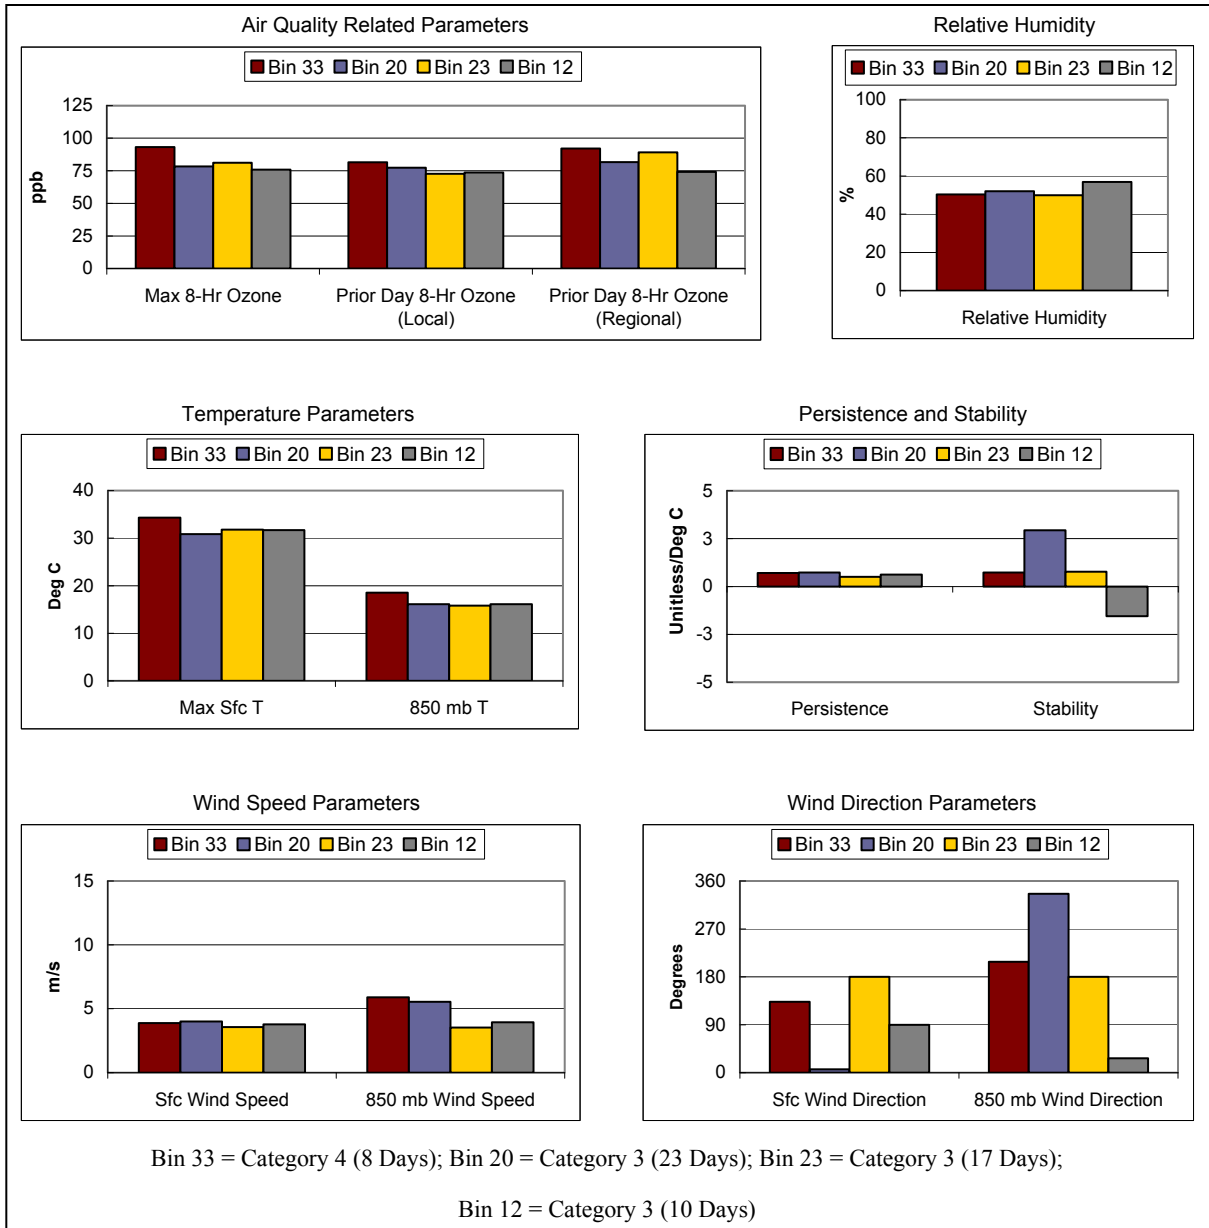 Air Quality Related Parameters
Bin 33 Bin 20 Bin 23 Bin 12
125
100
75
50
25
0
ppb
Max 8-Hr Ozone
Prior Day 8-Hr Ozone
(Local)
Prior Day 8-Hr Ozone
(Regional)
Relative Humidity
Bin 33 Bin 20 Bin 23 Bin 12
100
80
60
40
20
0
%
Relative Humidity
Temperature Parameters
Bin 33 Bin 20 Bin 23 Bin 12
40
30
20
10
0
Deg C
Max Sfc T
850 mb T
Persistence and Stability
Bin 33 Bin 20 Bin 23 Bin 12
5
3
0
-3
-5
Unitless/Deg C
Persistence
Stability
Wind Speed Parameters
Bin 33 Bin 20 Bin 23 Bin 12
15
10
5
0
m/s
Sfc Wind Speed
850 mb Wind Speed
Wind Direction Parameters
Bin 33 Bin 20 Bin 23 Bin 12
360
270
180
90
0
Degrees
Sfc Wind Direction
850 mb Wind Direction
Bin 33 = Category 4 (8 Days); Bin 20 = Category 3 (23 Days); Bin 23 = Category 3 (17 Days);
Bin 12 = Category 3 (10 Days)